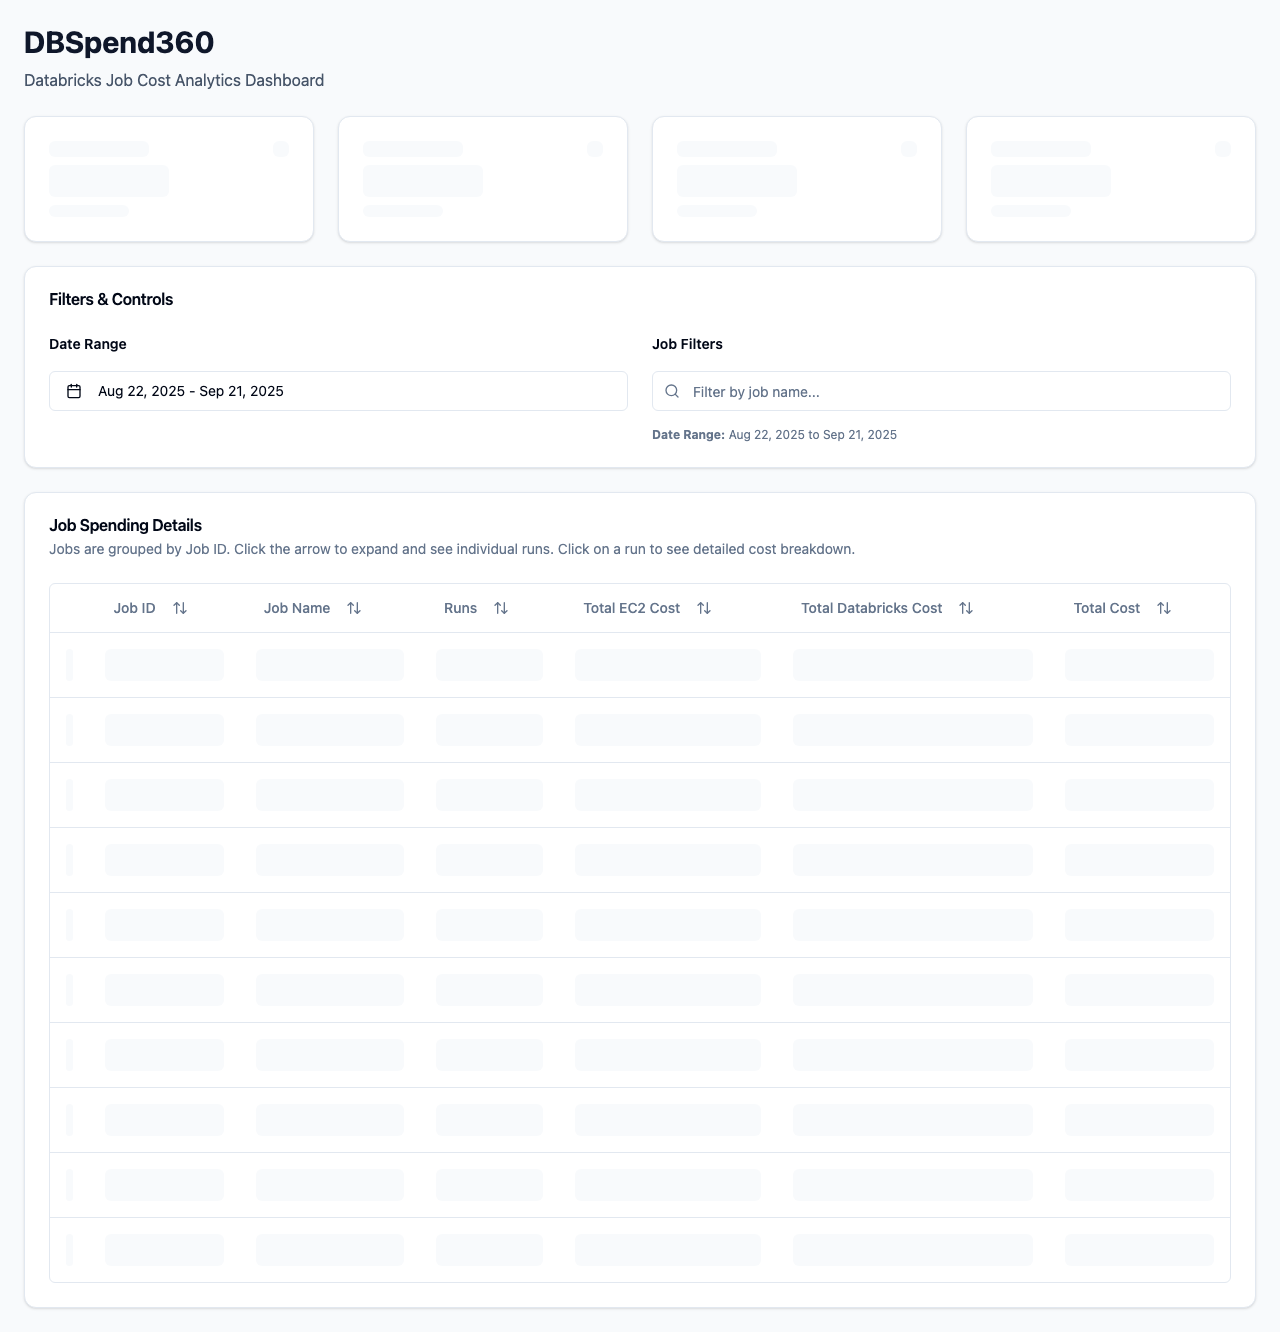 DBSpend360
Databricks Job Cost Analytics Dashboard
Filters & Controls
Date Range
Aug 22, 2025 - Sep 21, 2025
Job Filters
Filter by job name...
Date Range: Aug 22, 2025 to Sep 21, 2025
Job Spending Details
Jobs are grouped by Job ID. Click the arrow to expand and see individual runs. Click on a run to see detailed cost breakdown.
Job ID Job Name Runs Total EC2 Cost Total Databricks Cost Total Cost